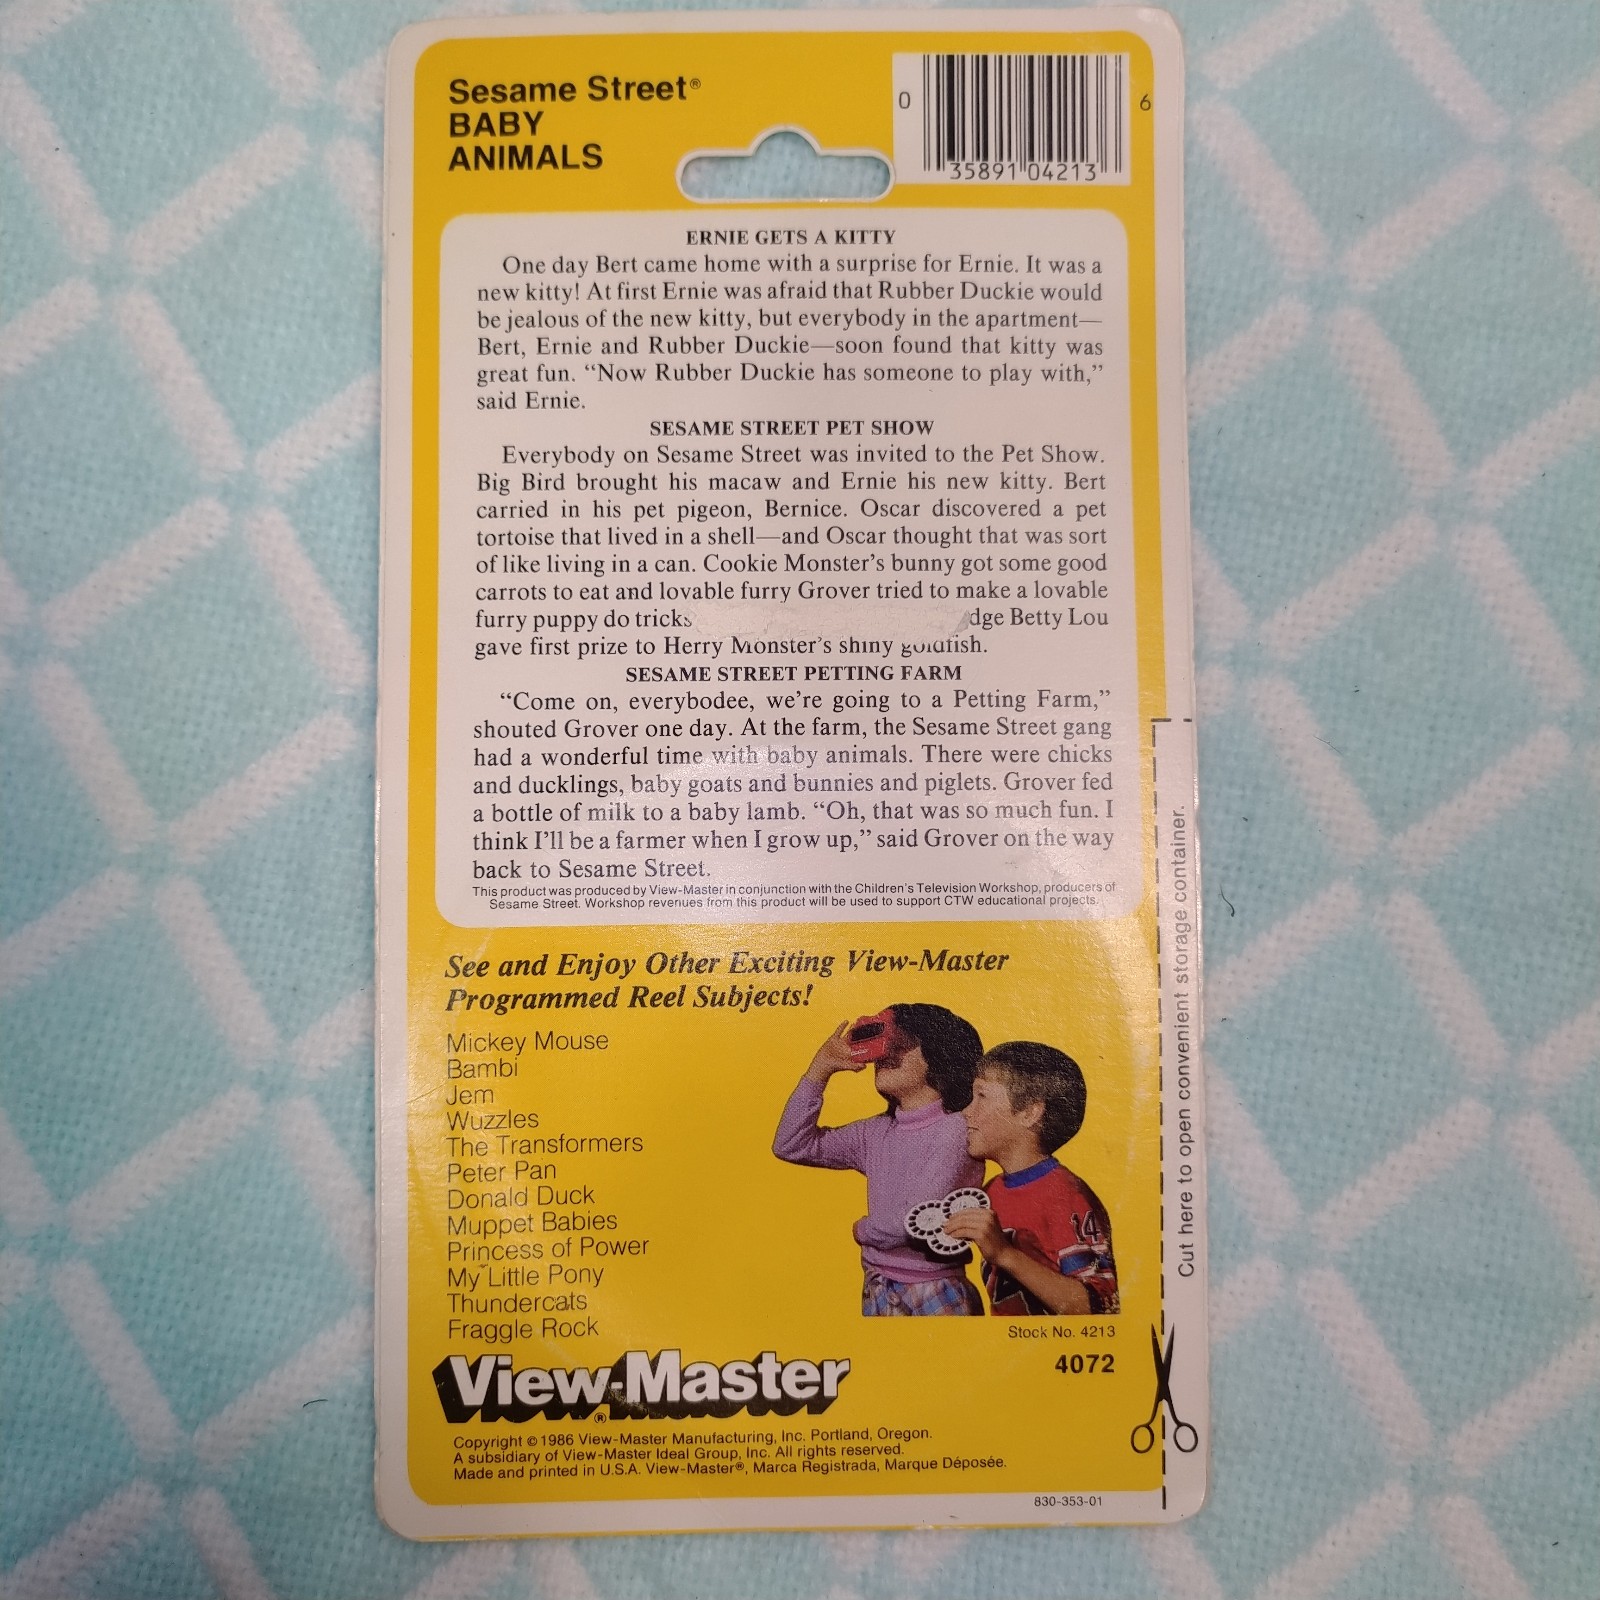 Sesame Street®
BABY
ANIMALS
0
35891 04213
6
ERNIE GETS A KITTY
One day Bert came home with a surprise for Ernie. It was a
new kitty! At first Ernie was afraid that Rubber Duckie would
be jealous of the new kitty, but everybody in the apartment—
Bert, Ernie and Rubber Duckie—soon found that kitty was
great fun. “Now Rubber Duckie has someone to play with,”
said Ernie.
SESAME STREET PET SHOW
Everybody on Sesame Street was invited to the Pet Show.
Big Bird brought his macaw and Ernie his new kitty. Bert
carried in his pet pigeon, Bernice. Oscar discovered a pet
tortoise that lived in a shell—and Oscar thought that was sort
of like living in a can. Cookie Monster’s bunny got some good
carrots to eat and lovable furry Grover tried to make a lovable
furry puppy do tricks dge Betty Lou
gave first prize to Herry Monster’s shiny goldfish.
SESAME STREET PETTING FARM
“Come on, everybodee, we’re going to a Petting Farm,”
shouted Grover one day. At the farm, the Sesame Street gang
had a wonderful time with baby animals. There were chicks
and ducklings, baby goats and bunnies and piglets. Grover fed
a bottle of milk to a baby lamb. “Oh, that was so much fun. I
think I’ll be a farmer when I grow up,” said Grover on the way
back to Sesame Street.
This product was produced by View-Master in conjunction with the Children’s Television Workshop, producers of
Sesame Street. Workshop revenues from this product will be used to support CTW educational projects.
See and Enjoy Other Exciting View-Master
Programmed Reel Subjects!
Mickey Mouse
Bambi
Jem
Wuzzles
The Transformers
Peter Pan
Donald Duck
Muppet Babies
Princess of Power
My Little Pony
Thundercats
Fraggle Rock
14
Stock No. 4213
4072
View-Master®
Copyright © 1986 View-Master Manufacturing, Inc. Portland, Oregon.
A subsidiary of View-Master Ideal Group, Inc. All rights reserved.
Made and printed in U.S.A. View-Master®, Marca Registrada, Marque Déposée.
830-353-01
Cut here to open convenient storage container.